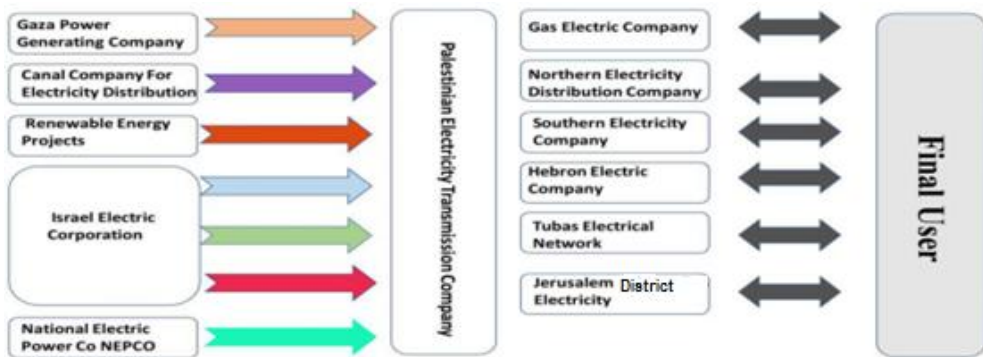 Gaza Power
Generating Company
Canal Company For
Electricity Distribution
Renewable Energy
Projects
Israel Electric
Corporation
National Electric
Power Co NEPCO
Palestinian Electricity Transmission Company
Gas Electric Company
Northern Electricity
Distribution Company
Southern Electricity
Company
Hebron Electric
Company
Tubas Electrical
Network
Jerusalem District
Electricity
Final User